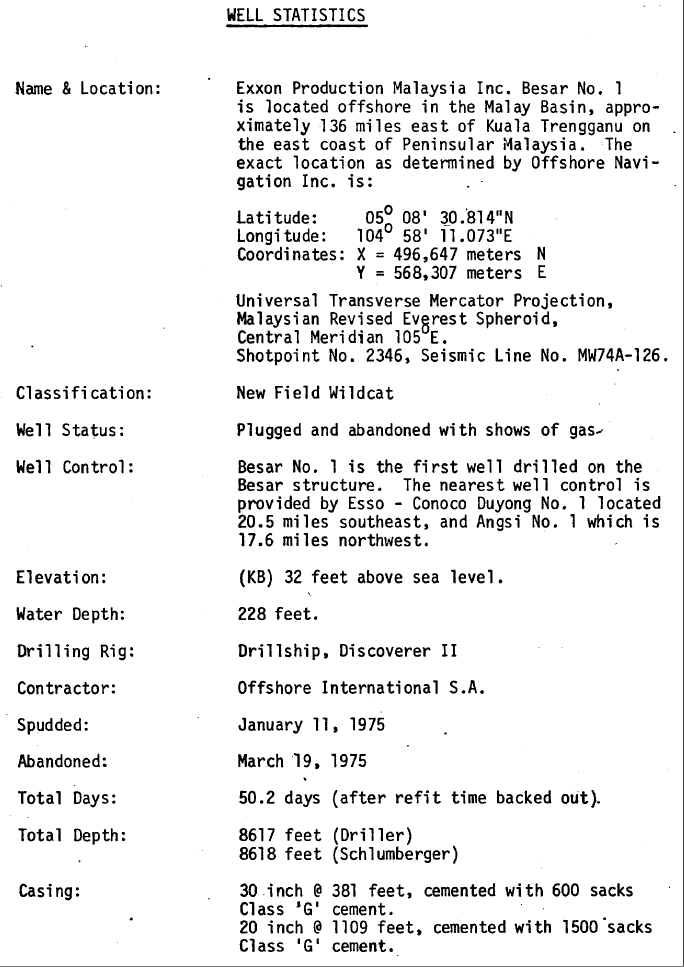 WELL STATISTICS
Name & Location: Exxon Production Malaysia Inc. Besar No. 1
is located offshore in the Malay Basin, appro-
ximately 136 miles east of Kuala Trengganu on
the east coast of Peninsular Malaysia. The
exact location as determined by Offshore Navi-
gation Inc. is:
Latitude: 05° 08' 30.814"N
Longitude: 104° 58' 11.073"E
Coordinates: X = 496,647 meters N
Y = 568,307 meters E
Universal Transverse Mercator Projection,
Malaysian Revised Everest Spheroid,
Central Meridian 105°E.
Shotpoint No. 2346, Seismic Line No. MW74A-126.
Classification: New Field Wildcat
Well Status: Plugged and abandoned with shows of gas
Well Control: Besar No. 1 is the first well drilled on the
Besar structure. The nearest well control is
provided by Esso - Conoco Duyong No. 1 located
20.5 miles southeast, and Angsi No. 1 which is
17.6 miles northwest.
Elevation: (KB) 32 feet above sea level.
Water Depth: 228 feet.
Drilling Rig: Drillship, Discoverer II
Contractor: Offshore International S.A.
Spudded: January 11, 1975
Abandoned: March 19, 1975
Total Days: 50.2 days (after refit time backed out).
Total Depth: 8617 feet (Driller)
8618 feet (Schlumberger)
Casing: 30 inch @ 381 feet, cemented with 600 sacks
Class 'G' cement.
20 inch @ 1109 feet, cemented with 1500 sacks
Class 'G' cement.